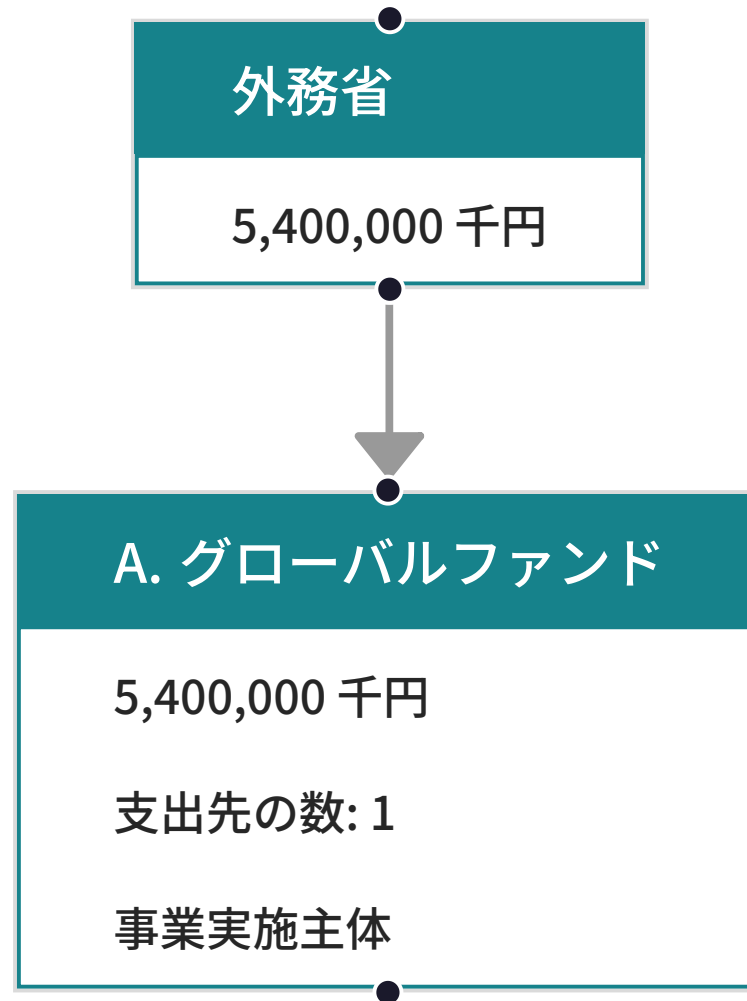 外務省
5,400,000 千円
A. グローバルファンド
5,400,000 千円
支出先の数: 1
事業実施主体